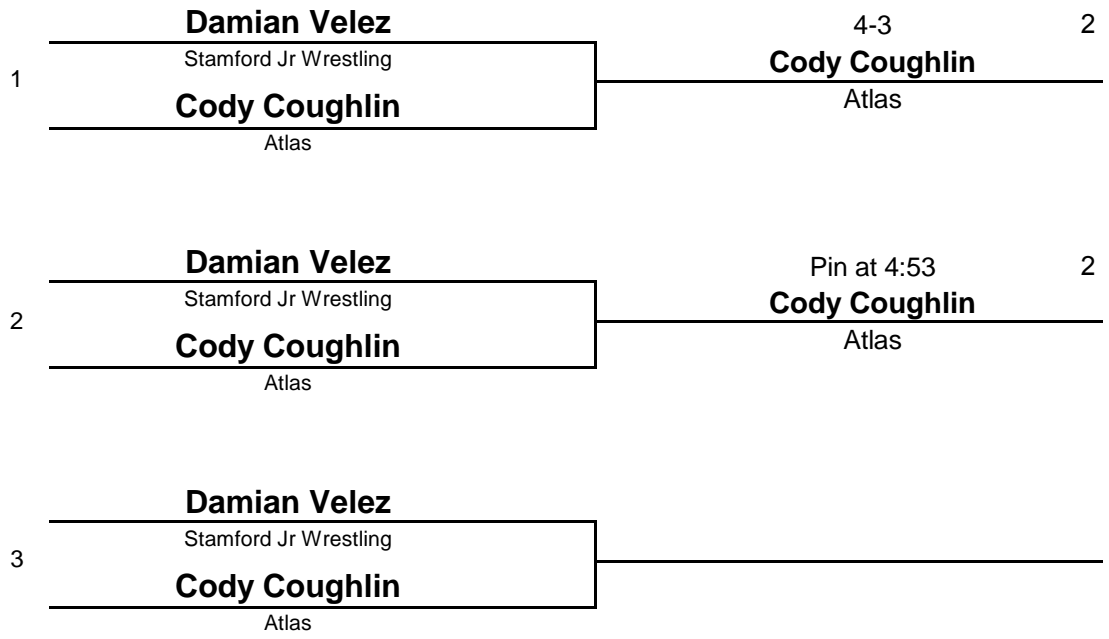 Damian Velez
4-3 2
Stamford Jr Wrestling
Cody Coughlin
1
Cody Coughlin
Atlas
Atlas
Damian Velez
Pin at 4:53 2
Stamford Jr Wrestling
Cody Coughlin
2
Cody Coughlin
Atlas
Atlas
Damian Velez
Stamford Jr Wrestling
3
Cody Coughlin
Atlas